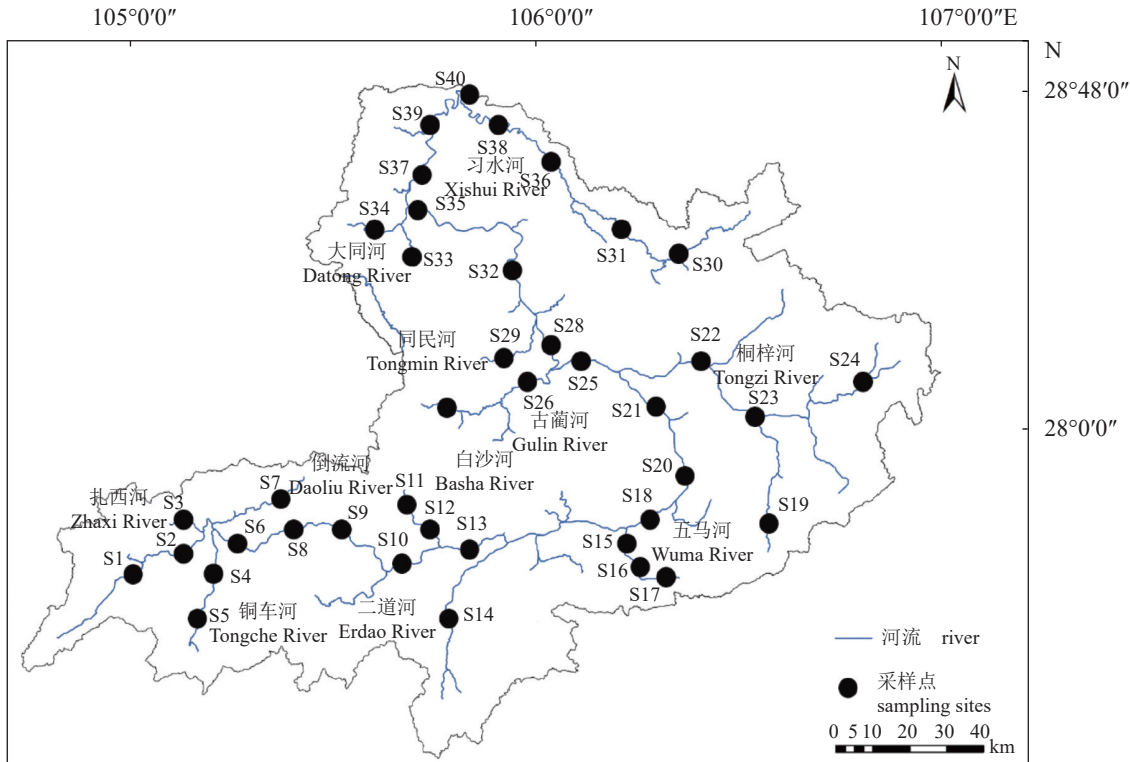 105°0′0″
106°0′0″
107°0′0″E
N
N
28°48′0″
S40
S39
S38
习水河
Xishui River
S36
S37
S35
S34
大同河
Datong River
S33
S31
S30
S32
S28
同民河
Tongmin River
S29
S22
桐梓河
Tongzi River
S24
S25
S26
S23
S21
古蔺河
Gulin River
28°0′0″
白沙河
Basha River
倒流河
Daoliu River
S20
S7
S11
扎西河
Zhaxi River
S3
S6
S9
S12
S18
S19
S2
S8
S13
五马河
Wuma River
S1
S10
S15
S4
S16
S17
S5
铜车河
Tongche River
二道河
Erdao River
S14
河流 river
采样点
sampling sites
0 5 10 20 30 40
km